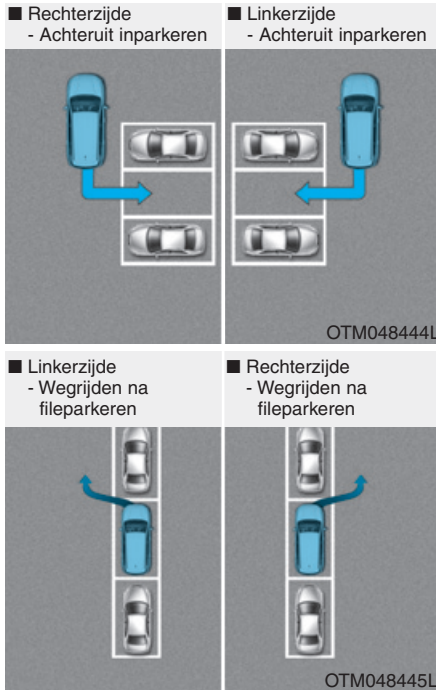 ■ Rechterzijde
- Achteruit inparkeren
■ Linkerzijde
- Achteruit inparkeren
OTM048444L
■ Linkerzijde
- Wegrijden na
fileparkeren
■ Rechterzijde
- Wegrijden na
fileparkeren
OTM048445L